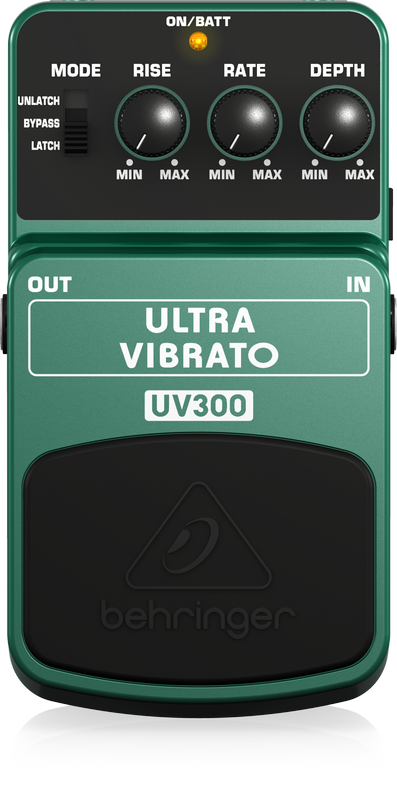 ON/BATT
MODE RISE RATE DEPTH
UNLATCH
BYPASS
LATCH
MIN MAX MIN MAX MIN MAX
OUT IN
ULTRA
VIBRATO
UV300
behringer